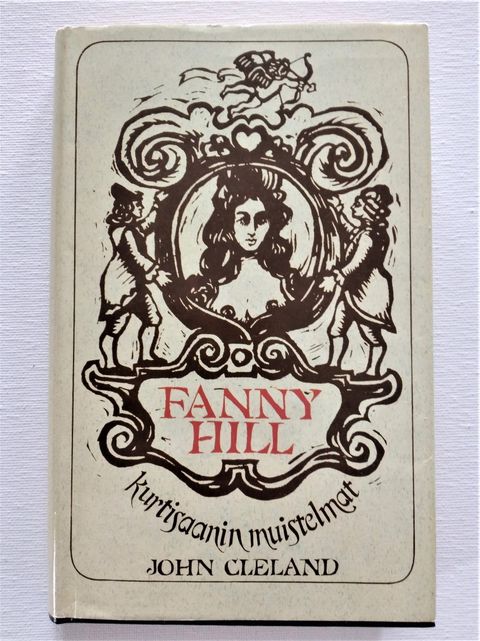 FANNY
HILL
kurtisaanin muistelmat
JOHN CLELAND